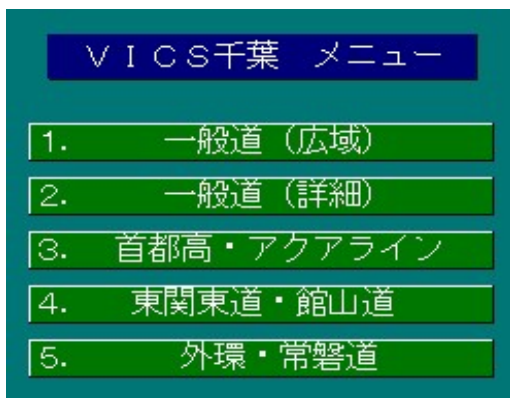 ＶＩＣＳ千葉　メニュー
1.　一般道（広域）
2.　一般道（詳細）
3.　首都高・アクアライン
4.　東関東道・館山道
5.　外環・常磐道